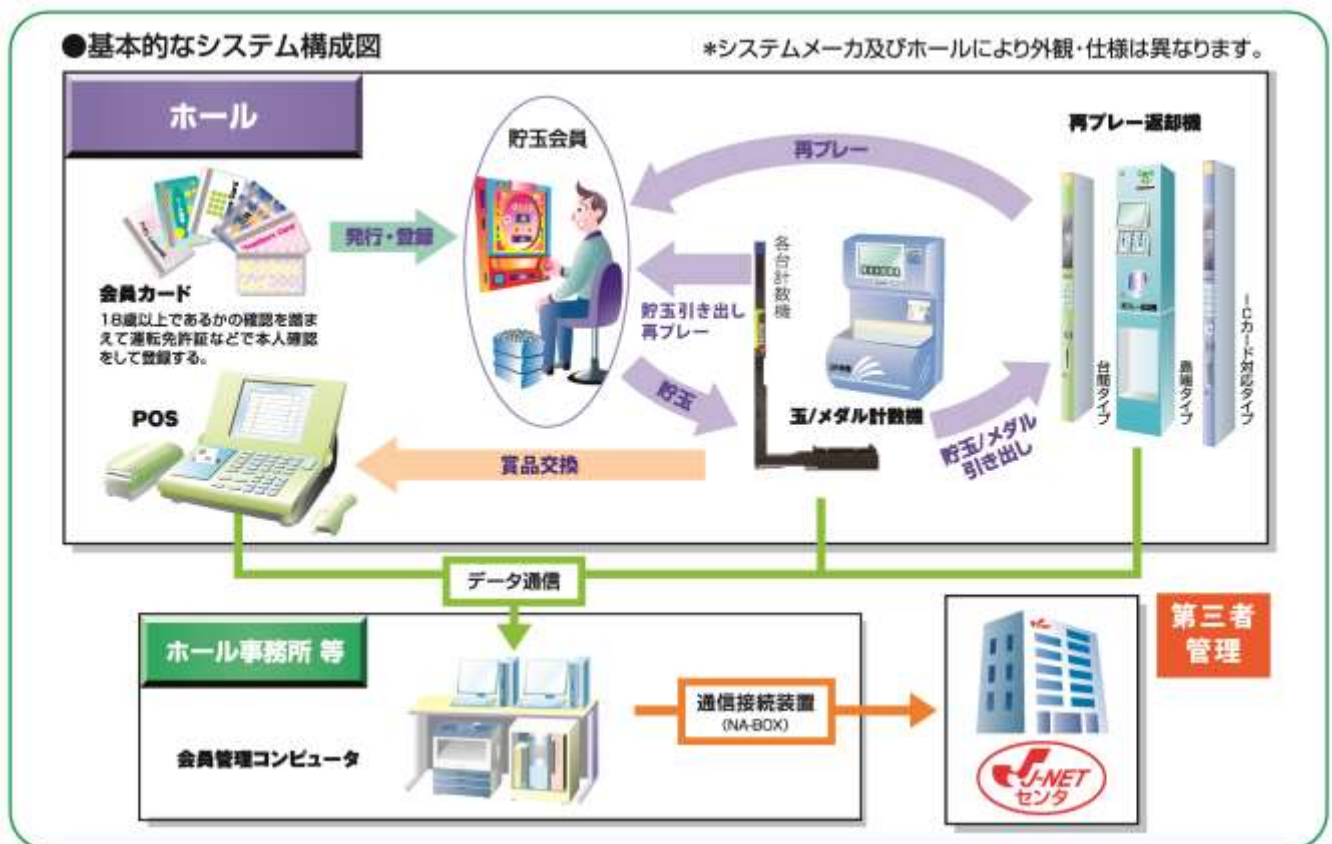 ●基本的なシステム構成図
*システムメーカ及びホールにより外観・仕様は異なります。
ホール
貯玉会員
再プレー
再プレー返却機
発行・登録
各台計数機
会員カード
18歳以上であるかの確認を踏ま
えて運転免許証などで本人確認
をして登録する。
貯玉引き出し
再プレー
貯玉
玉/メダル計数機
貯玉/メダル
引き出し
台間タイプ
島端タイプ
ICカード対応タイプ
POS
賞品交換
データ通信
ホール事務所 等
会員管理コンピュータ
通信接続装置
(NA-BOX)
第三者
管理
J-NET
センタ